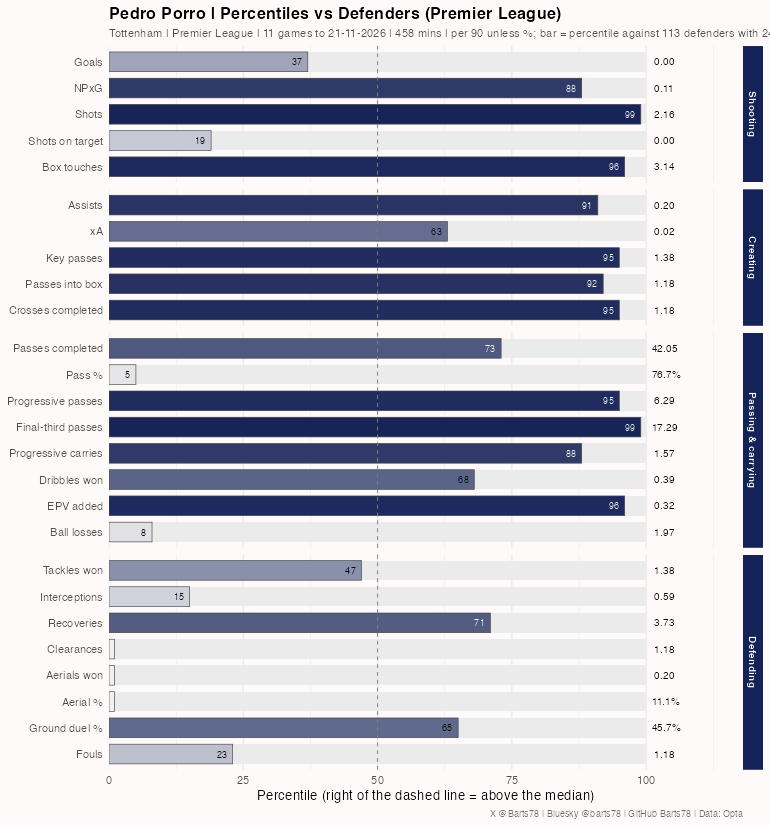 Pedro Porro | Percentiles vs Defenders (Premier League)
Tottenham | Premier League | 11 games to 21-11-2026 | 458 mins | per 90 unless %; bar = percentile against 113 defenders with 24
Goals 37 0.00
NPxG 88 0.11
Shots 99 2.16
Shots on target 19 0.00
Box touches 96 3.14
Shooting
Assists 91 0.20
xA 63 0.02
Key passes 95 1.38
Passes into box 92 1.18
Crosses completed 95 1.18
Creating
Passes completed 73 42.05
Pass % 5 76.7%
Progressive passes 95 6.29
Final-third passes 99 17.29
Progressive carries 88 1.57
Dribbles won 68 0.39
EPV added 96 0.32
Ball losses 8 1.97
Passing & carrying
Tackles won 47 1.38
Interceptions 15 0.59
Recoveries 71 3.73
Clearances 1.18
Aerials won 0.20
Aerial % 11.1%
Ground duel % 65 45.7%
Fouls 23 1.18
Defending
0 25 50 75 100
Percentile (right of the dashed line = above the median)
X @Barts78 | Bluesky @barts78 | GitHub Barts78 | Data: Opta